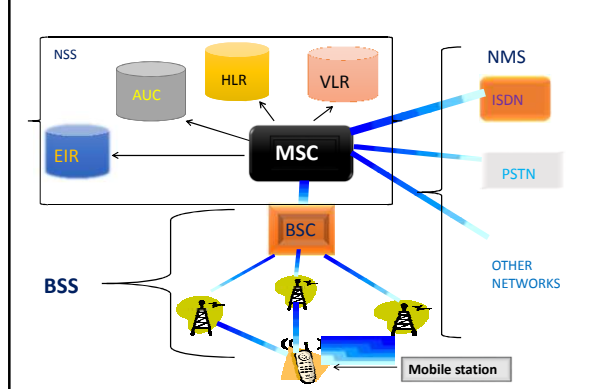 NSS
NMS
HLR
VLR
AUC
ISDN
EIR
MSC
PSTN
BSC
OTHER
NETWORKS
BSS
Mobile station